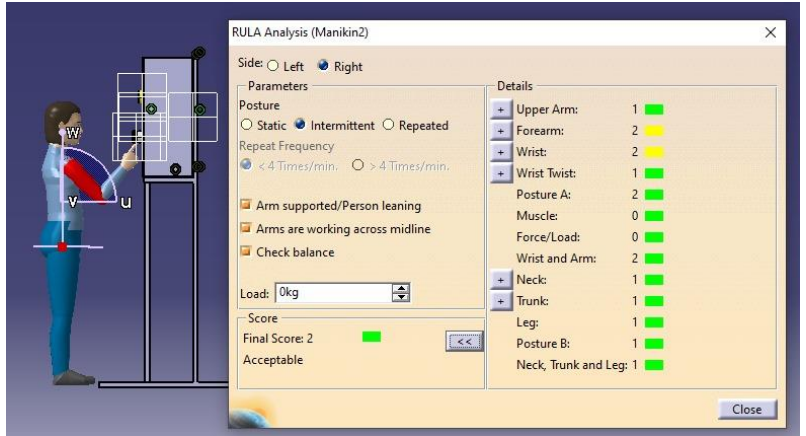 RULA Analysis (Manikin2)
Side: Left Right
Parameters
Posture
Static Intermittent Repeated
Repeat Frequency
< 4 Times/min. > 4 Times/min.
Arm supported/Person leaning
Arms are working across midline
Check balance
Load: 0kg
Score
Final Score: 2
<<
Acceptable
Details
+ Upper Arm: 1
+ Forearm: 2
+ Wrist: 2
+ Wrist Twist: 1
Posture A: 2
Muscle: 0
Force/Load: 0
Wrist and Arm: 2
+ Neck: 1
+ Trunk: 1
Leg: 1
Posture B: 1
Neck, Trunk and Leg: 1
Close
w
v u